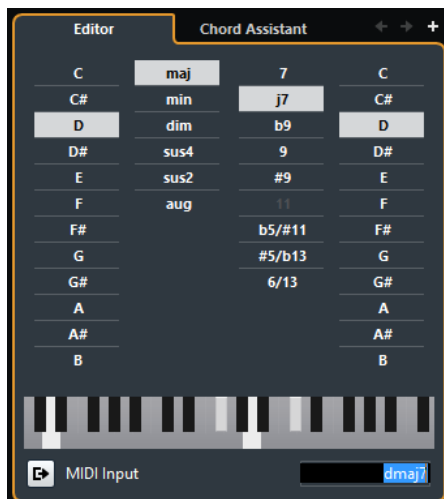 Editor Chord Assistant
C maj 7 C
C# min j7 C#
D dim b9 D
D# sus4 9 D#
E sus2 #9 E
F aug 11 F
F# b5/#11 F#
G #5/b13 G
G# 6/13 G#
A A
A# A#
B B
MIDI Input dmaj7